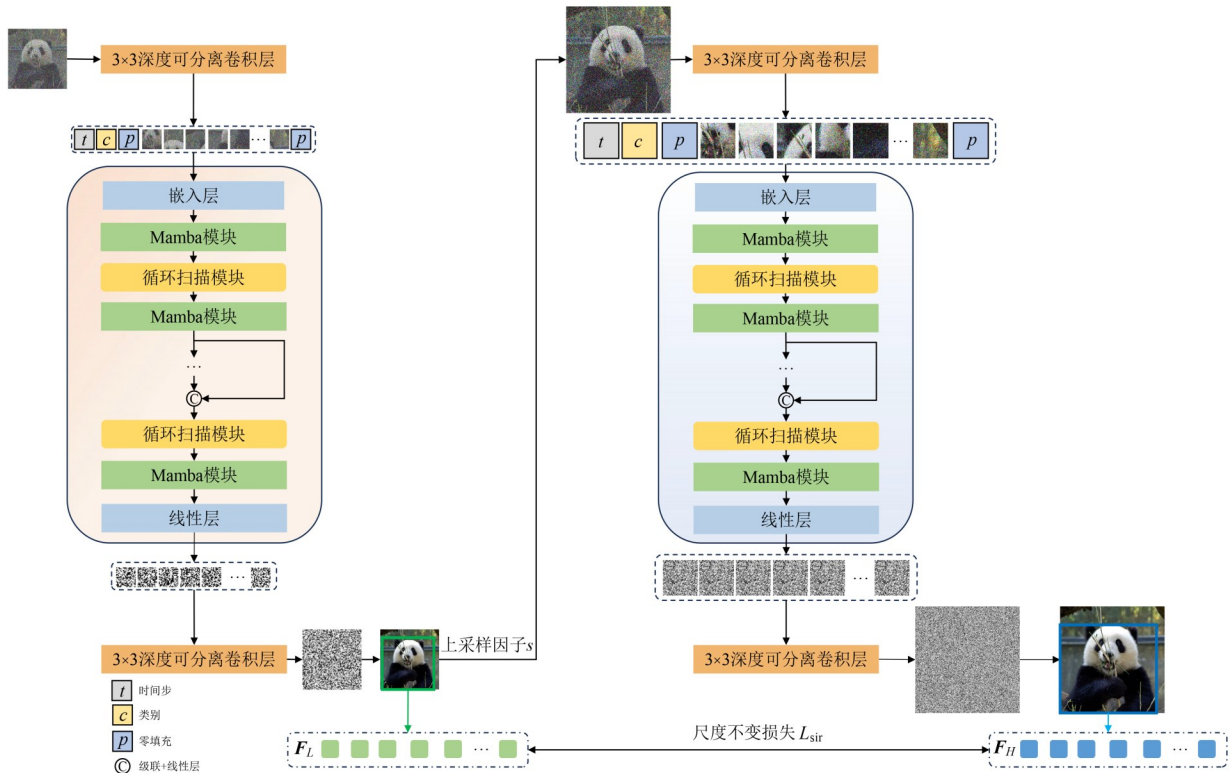 3×3深度可分离卷积层
t c p ... p
嵌入层
Mamba模块
循环扫描模块
Mamba模块
...
C
循环扫描模块
Mamba模块
线性层
...
3×3深度可分离卷积层
上采样因子s
t 时间步
c 类别
p 零填充
C 级联+线性层
F_L ...
3×3深度可分离卷积层
t c p ... p
嵌入层
Mamba模块
循环扫描模块
Mamba模块
...
C
循环扫描模块
Mamba模块
线性层
...
3×3深度可分离卷积层
尺度不变损失 L_sir
F_H ...